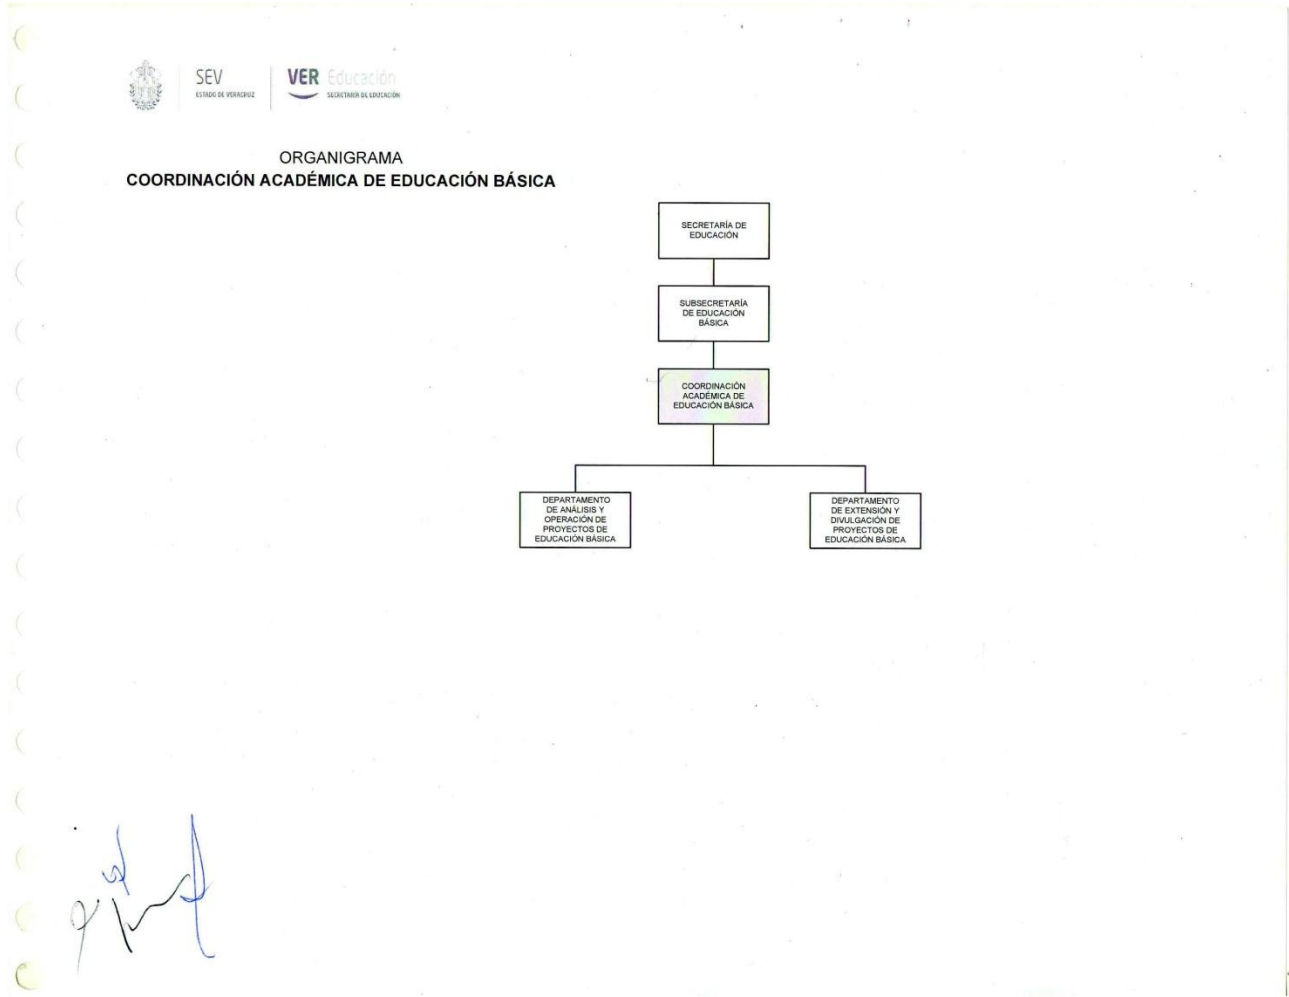 SEV
ESTADO DE VERACRUZ
VER Educación
SECRETARÍA DE EDUCACIÓN
ORGANIGRAMA
COORDINACIÓN ACADÉMICA DE EDUCACIÓN BÁSICA
SECRETARÍA DE
EDUCACIÓN
SUBSECRETARÍA
DE EDUCACIÓN
BÁSICA
COORDINACIÓN
ACADÉMICA DE
EDUCACIÓN BÁSICA
DEPARTAMENTO
DE ANÁLISIS Y
OPERACIÓN DE
PROYECTOS DE
EDUCACIÓN BÁSICA
DEPARTAMENTO
DE EXTENSIÓN Y
DIVULGACIÓN DE
PROYECTOS DE
EDUCACIÓN BÁSICA